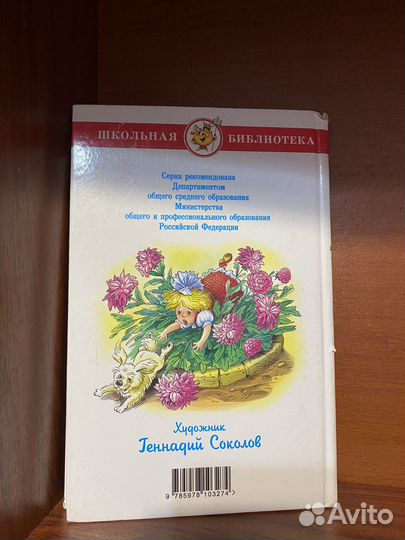 ШКОЛЬНАЯ БИБЛИОТЕКА
Серия рекомендована
Департаментом
общего среднего образования
Министерства
общего и профессионального образования
Российской Федерации
Художник
Геннадий Соколов
9 785978 103274 >
Avito